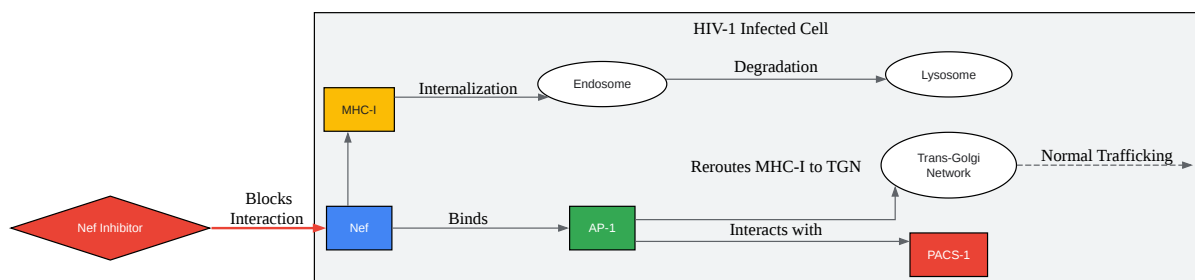 HIV-1 Infected Cell
Degradation
Endosome
Lysosome
Internalization
MHC-I
Reroutes MHC-I to TGN
Trans-Golgi
Network
Normal Trafficking
Blocks
Interaction
Nef Inhibitor
Nef
Binds
AP-1
Interacts with
PACS-1